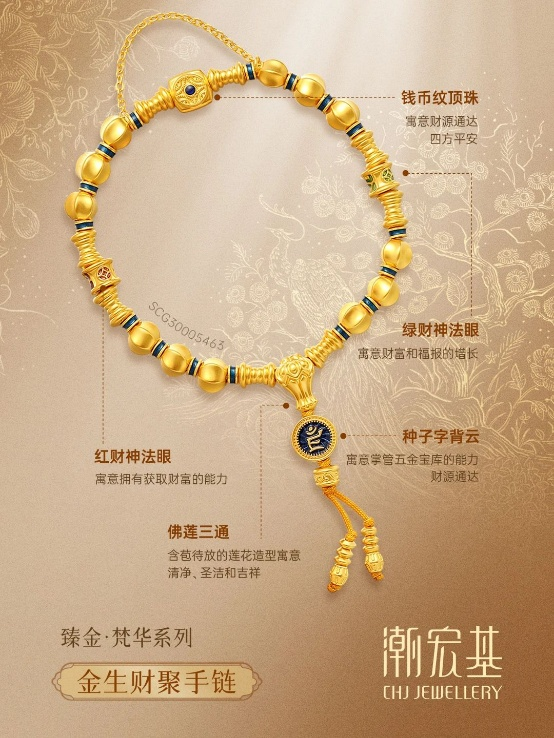 钱币纹顶珠
寓意财源通达
四方平安
SCG30005463
绿财神法眼
寓意财富和福报的增长
种子字背云
寓意掌管五金宝库的能力
财源通达
红财神法眼
寓意拥有获取财富的能力
佛莲三通
含苞待放的莲花造型寓意
清净、圣洁和吉祥
臻金·梵华系列
金生财聚手链
潮宏基
CHJ JEWELLERY